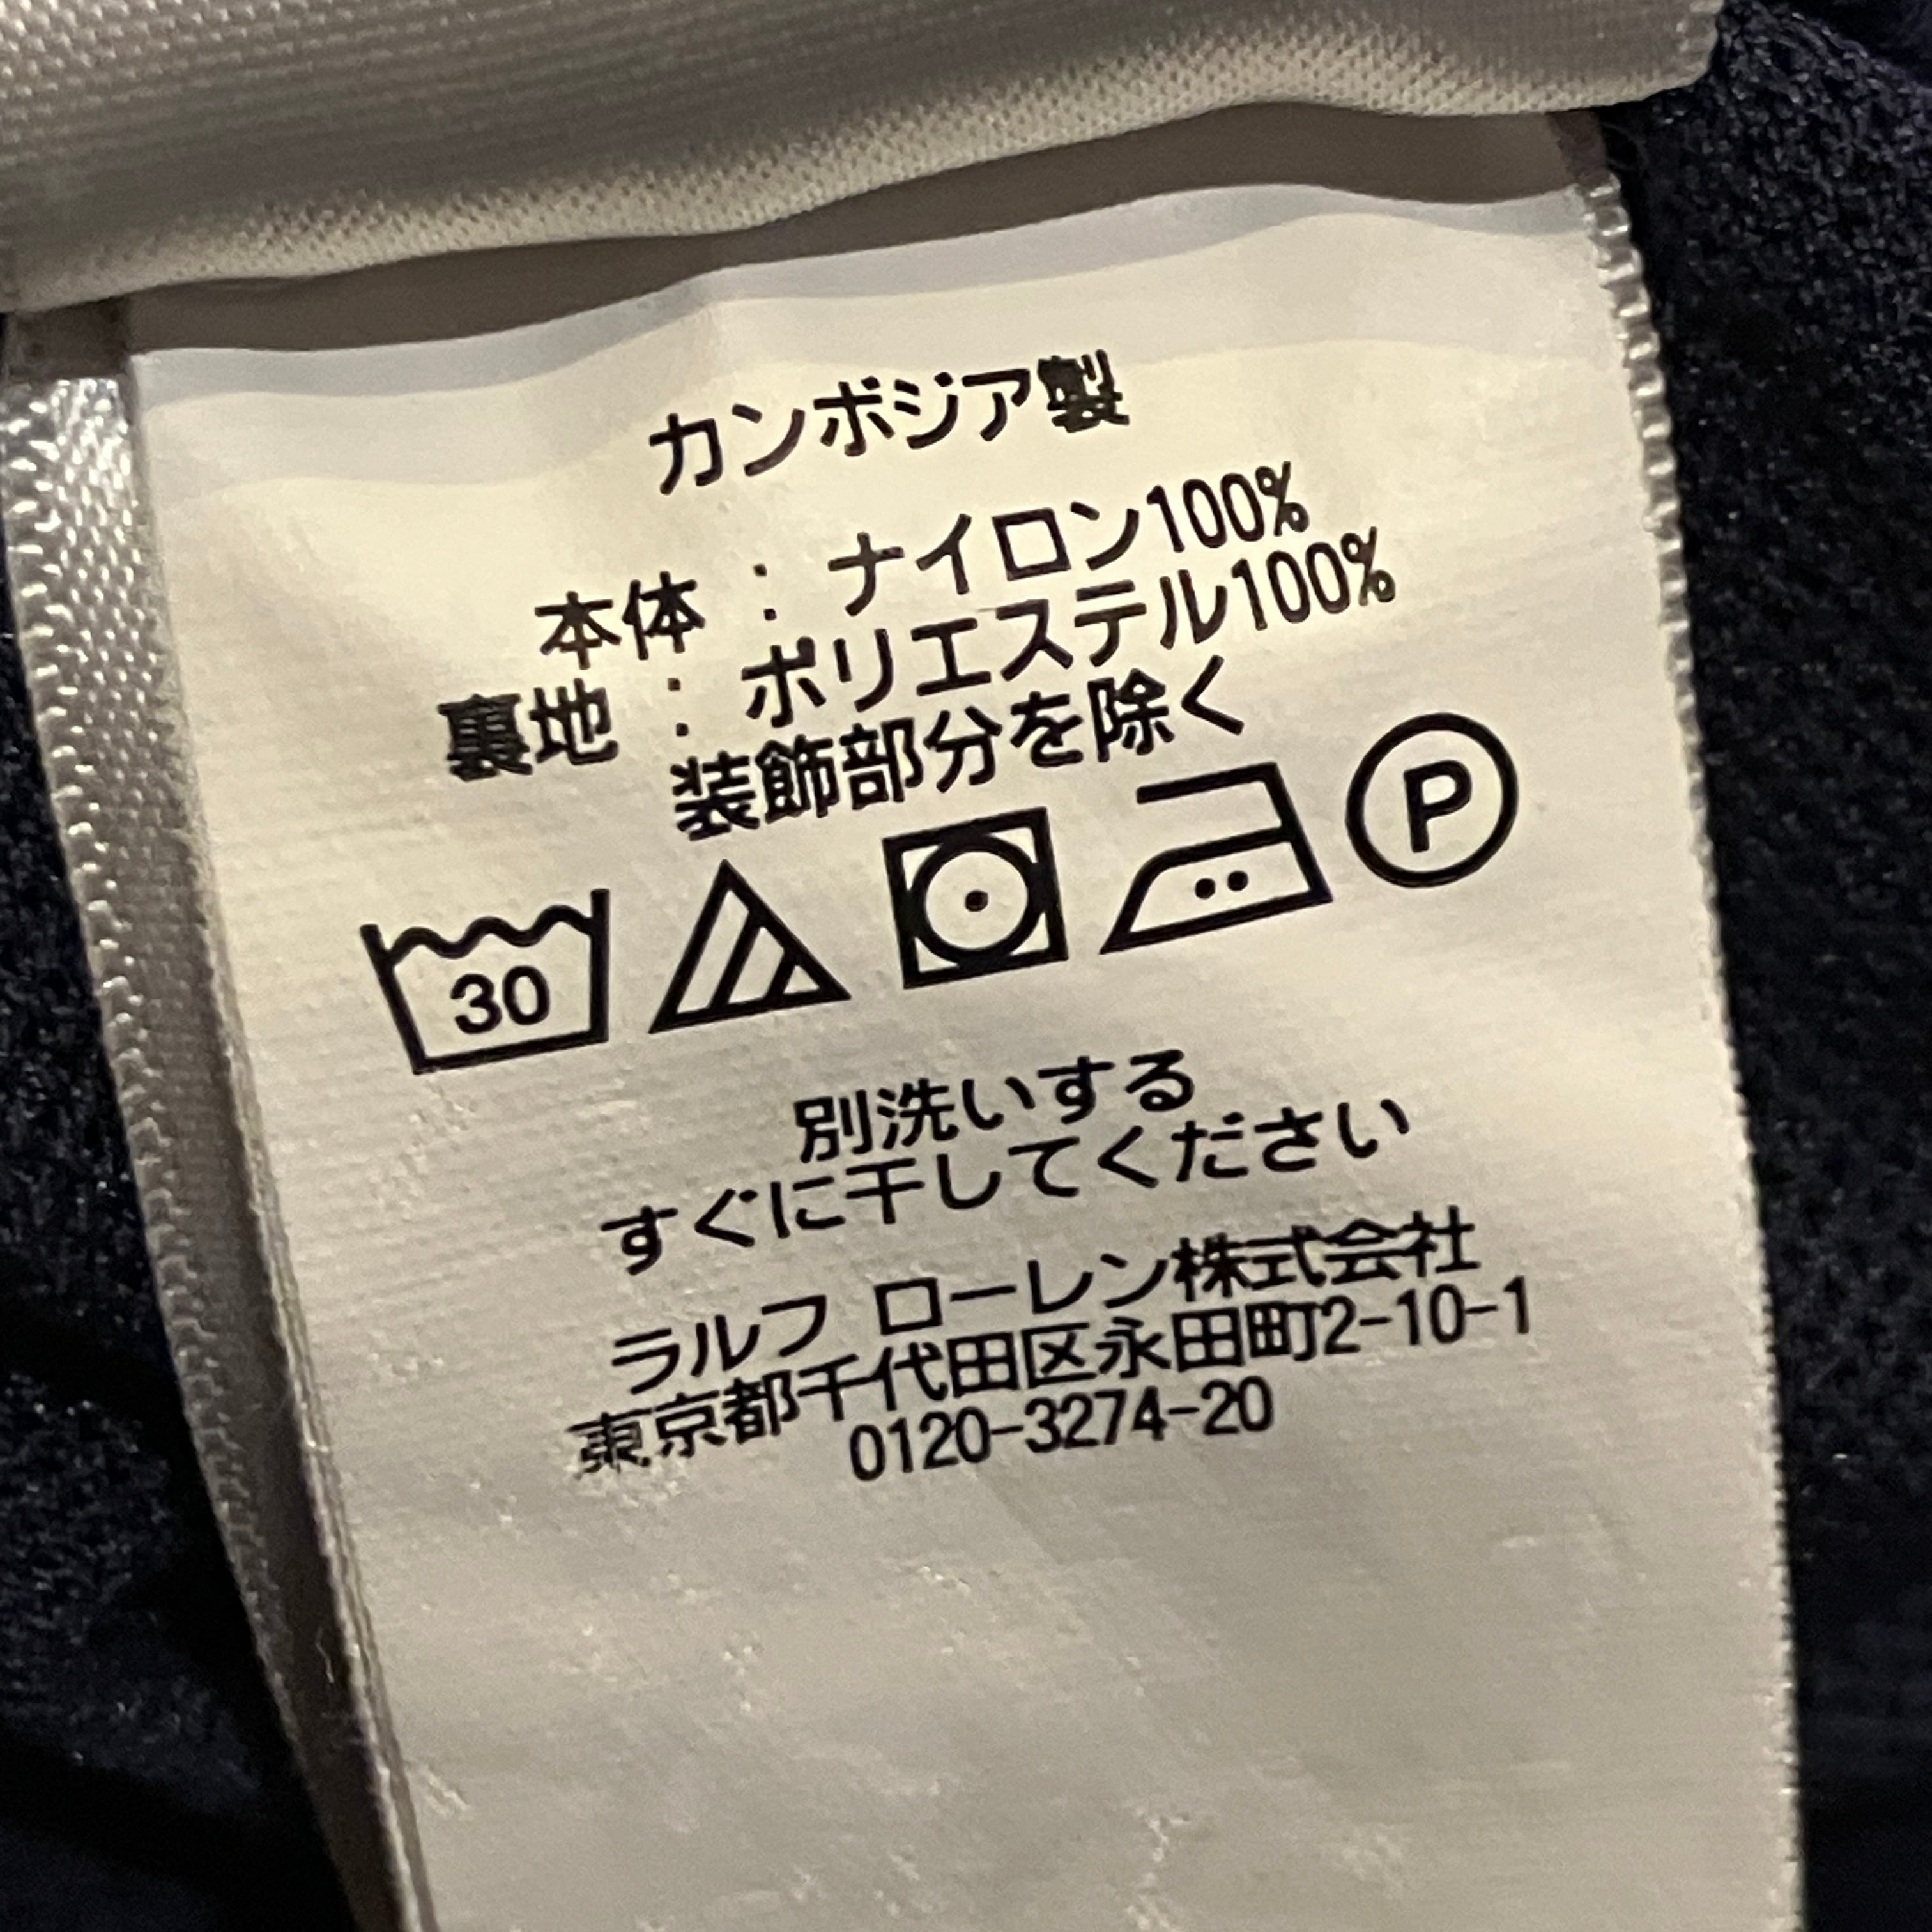 カンボジア製
本体 : ナイロン100%
裏地 : ポリエステル100%
装飾部分を除く
30 P
別洗いする
すぐに干してください
ラルフ ローレン株式会社
東京都千代田区永田町2-10-1
0120-3274-20